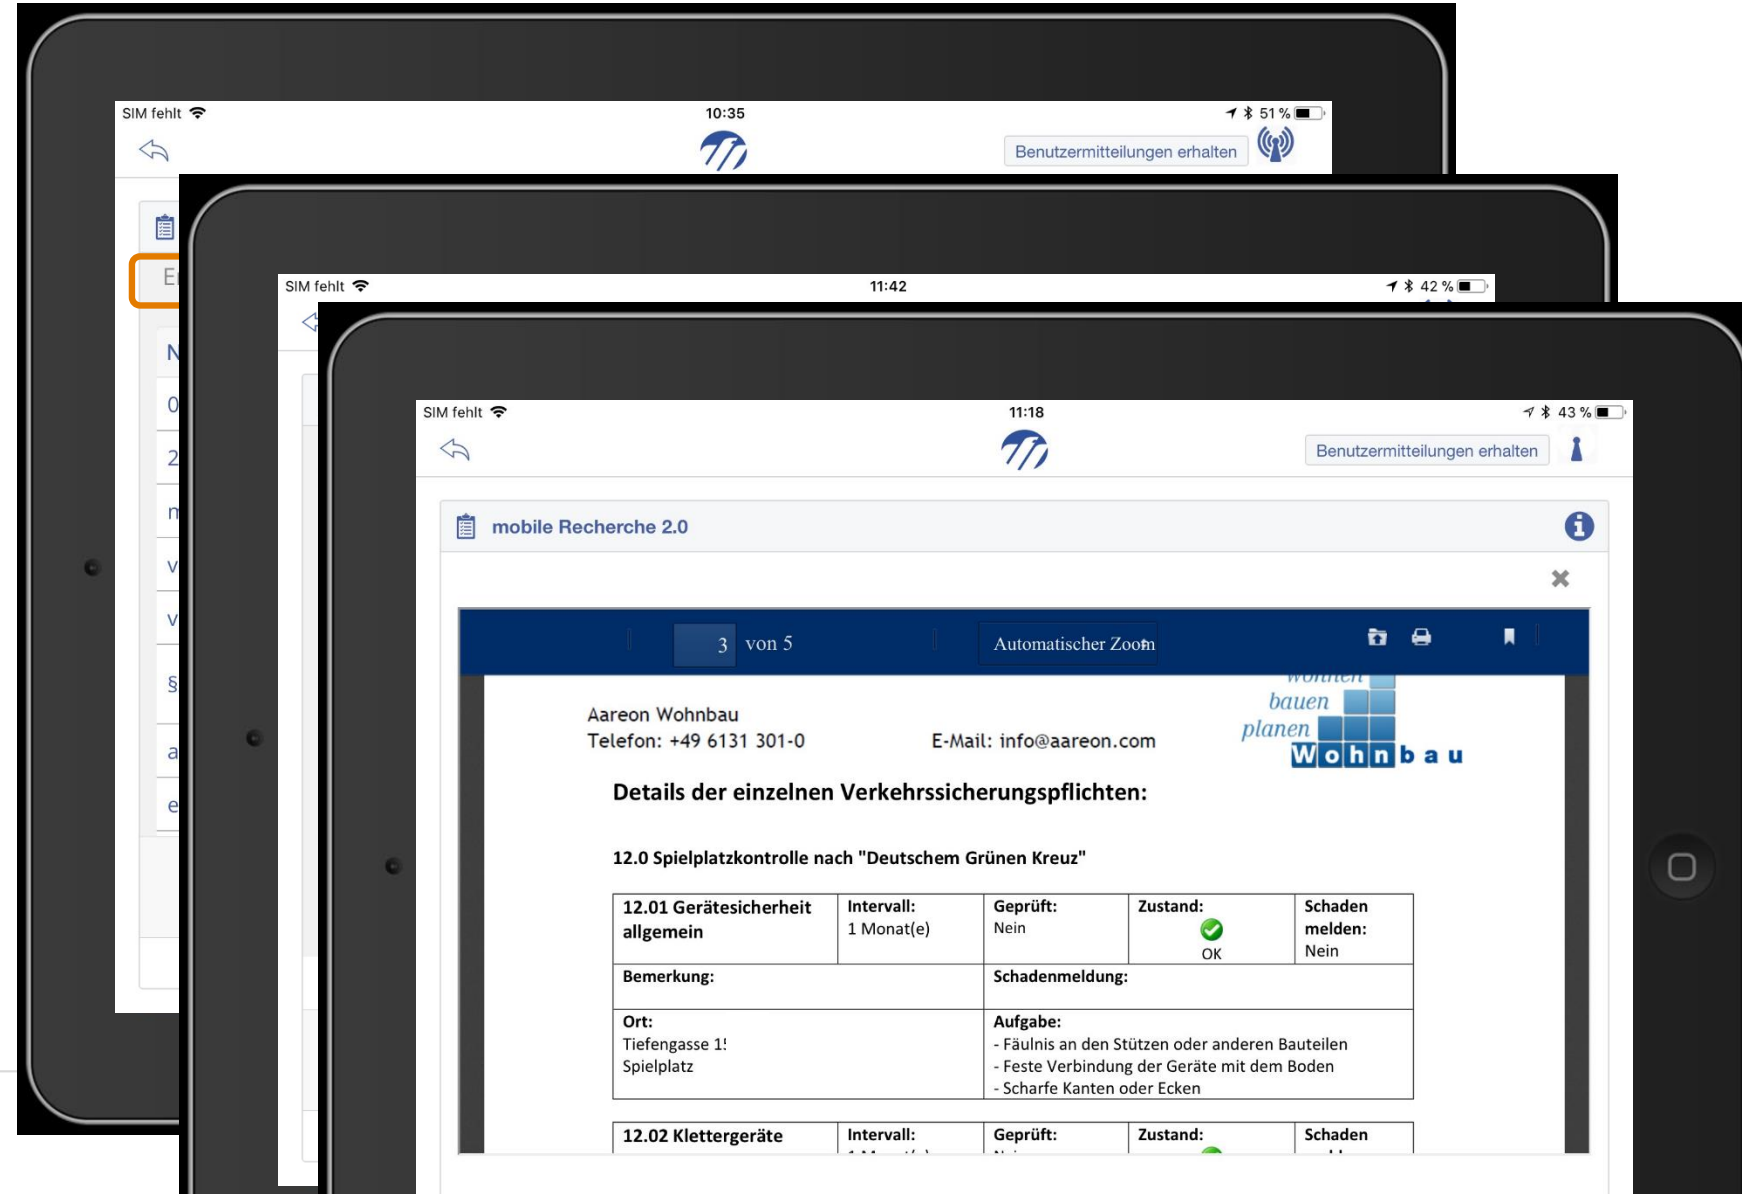 SIM fehlt
10:35
51 %
Benutzermitteilungen erhalten
SIM fehlt
11:42
42 %
SIM fehlt
11:18
43 %
Benutzermitteilungen erhalten
mobile Recherche 2.0
3 von 5
Automatischer Zoom
bauen
planen
Wohnbau
Aareon Wohnbau
Telefon: +49 6131 301-0
E-Mail: info@aareon.com
Details der einzelnen Verkehrssicherungspflichten:
12.0 Spielplatzkontrolle nach "Deutschem Grünen Kreuz"
12.01 Gerätesicherheit
allgemein
Intervall:
1 Monat(e)
Geprüft:
Nein
Zustand:
OK
Schaden
melden:
Nein
Bemerkung:
Schadenmeldung:
Ort:
Tiefengasse
Spielplatz
Aufgabe:
- Fäulnis an den Stützen oder anderen Bauteilen
- Feste Verbindung der Geräte mit dem Boden
- Scharfe Kanten oder Ecken
12.02 Klettergeräte
Intervall:
Geprüft:
Zustand:
Schaden